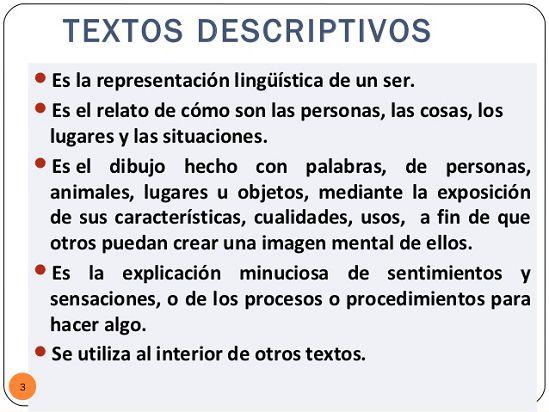 TEXTOS DESCRIPTIVOS
Es la representación lingüística de un ser.
Es el relato de cómo son las personas, las cosas, los
lugares y las situaciones.
Es el dibujo hecho con palabras, de personas,
animales, lugares u objetos, mediante la exposición
de sus características, cualidades, usos, a fin de que
otros puedan crear una imagen mental de ellos.
Es la explicación minuciosa de sentimientos y
sensaciones, o de los procesos o procedimientos para
hacer algo.
Se utiliza al interior de otros textos.
3